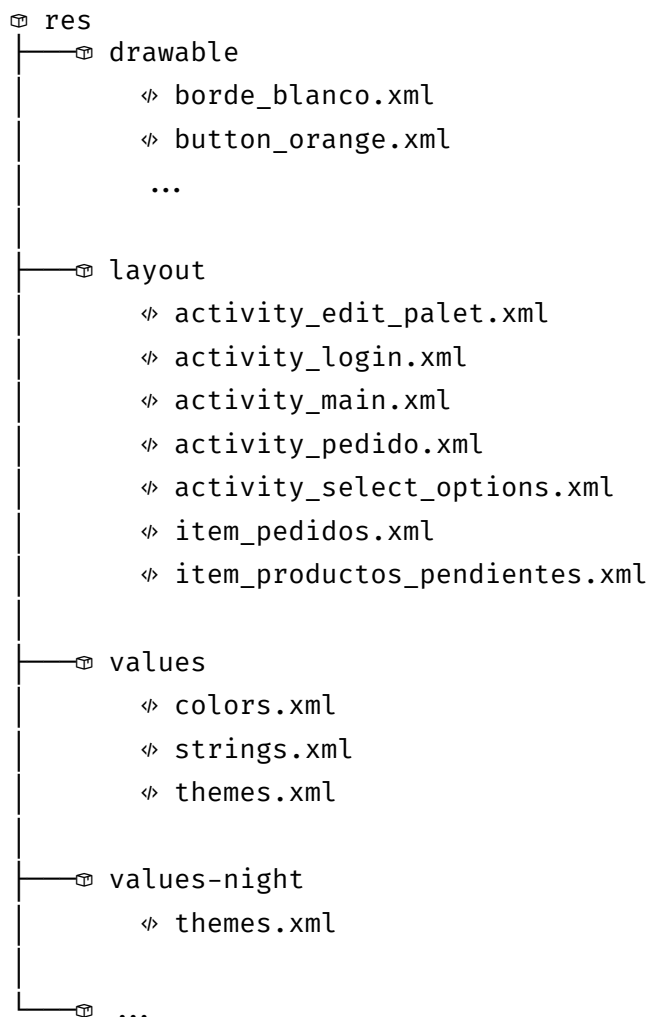 res
drawable
borde_blanco.xml
button_orange.xml
...
layout
activity_edit_palet.xml
activity_login.xml
activity_main.xml
activity_pedido.xml
activity_select_options.xml
item_pedidos.xml
item_productos_pendientes.xml
values
colors.xml
strings.xml
themes.xml
values-night
themes.xml
...